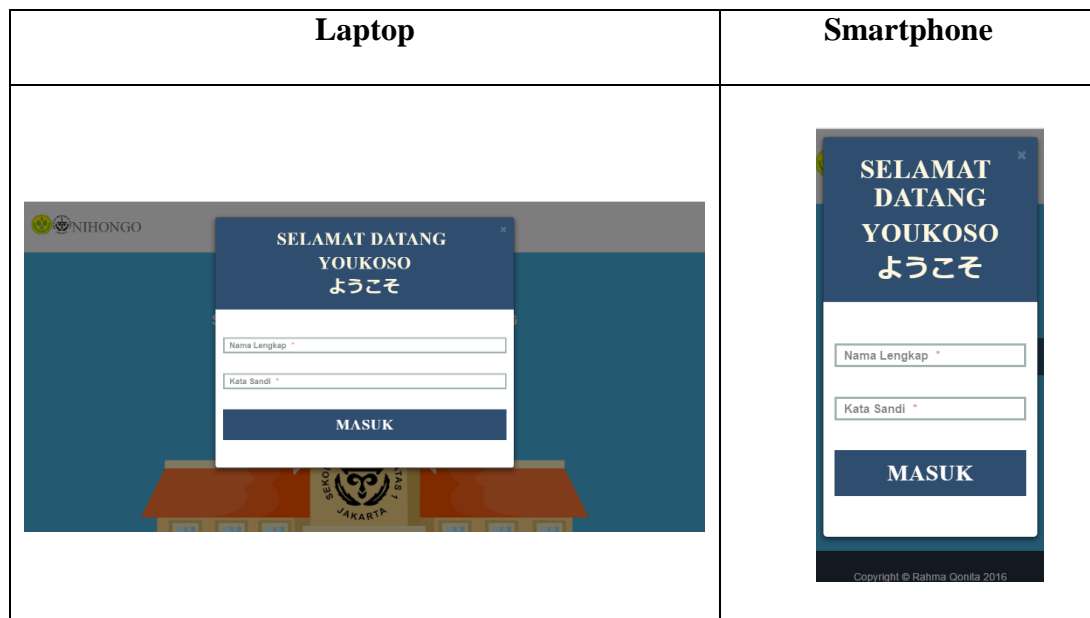 Laptop
Smartphone
NIHONGO
SELAMAT DATANG
YOUKOSO
ようこそ
Nama Lengkap *
Kata Sandi *
MASUK
JAKARTA
SELAMAT
DATANG
YOUKOSO
ようこそ
Nama Lengkap *
Kata Sandi *
MASUK
Copyright © Rahma Qonita 2016